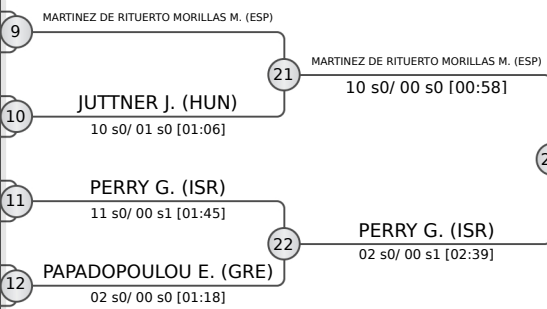 MARTINEZ DE RITUERTO MORILLAS M. (ESP)
9
21
MARTINEZ DE RITUERTO MORILLAS M. (ESP)
10 s0/ 00 s0 [00:58]
JUTTNER J. (HUN)
10
10 s0/ 01 s0 [01:06]
PERRY G. (ISR)
11
11 s0/ 00 s1 [01:45]
22
PERRY G. (ISR)
02 s0/ 00 s1 [02:39]
PAPADOPOULOU E. (GRE)
12
02 s0/ 00 s0 [01:18]